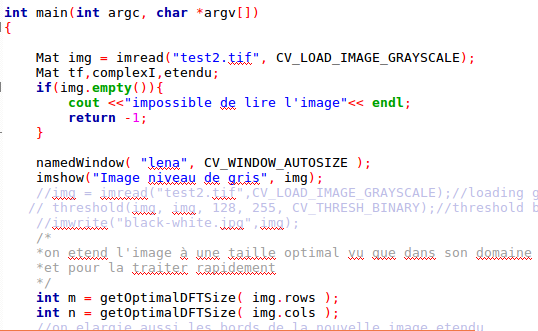 int main(int argc, char *argv[])
{
Mat img = imread("test2.tif", CV_LOAD_IMAGE_GRAYSCALE);
Mat tf,complexI,etendu;
if(img.empty()){
cout <<"impossible de lire l'image"<< endl;
return -1;
}
namedWindow( "lena", CV_WINDOW_AUTOSIZE );
imshow("Image niveau de gris", img);
//img = imread("test2.tif",CV_LOAD_IMAGE_GRAYSCALE);//loading g
// threshold(img, img, 128, 255, CV_THRESH_BINARY);//threshold b
//imwrite("black-white.jpg",img);
/*
*on etend l'image à une taille optimal vu que dans son domaine
*et pour la traiter rapidement
*/
int m = getOptimalDFTSize( img.rows );
int n = getOptimalDFTSize( img.cols );
//on elargie aussi les bords de la nouvelle image etendu